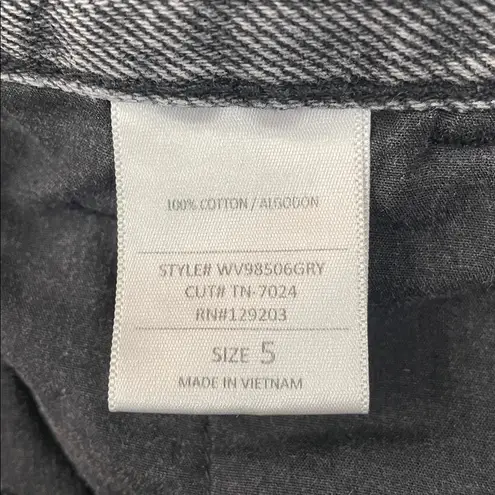 100% COTTON / ALGODON
STYLE# WV98506GRY
CUT# TN-7024
RN#129203
SIZE 5
MADE IN VIETNAM